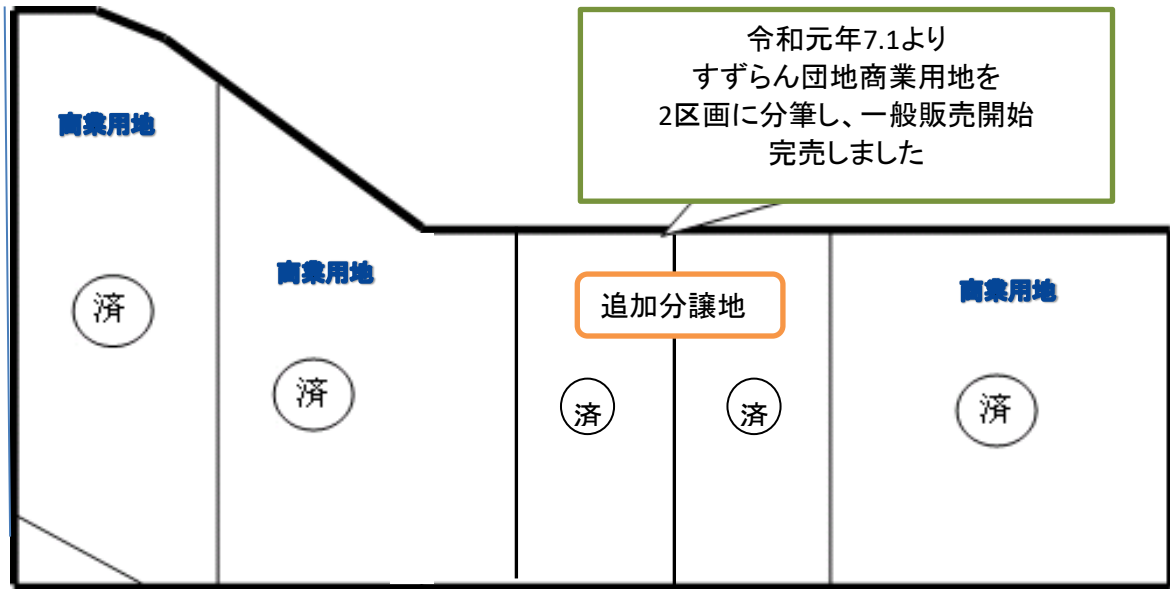 令和元年7.1より
すずらん団地商業用地を
2区画に分筆し、一般販売開始
完売しました
商業用地
商業用地
商業用地
追加分譲地
済
済
済
済
済